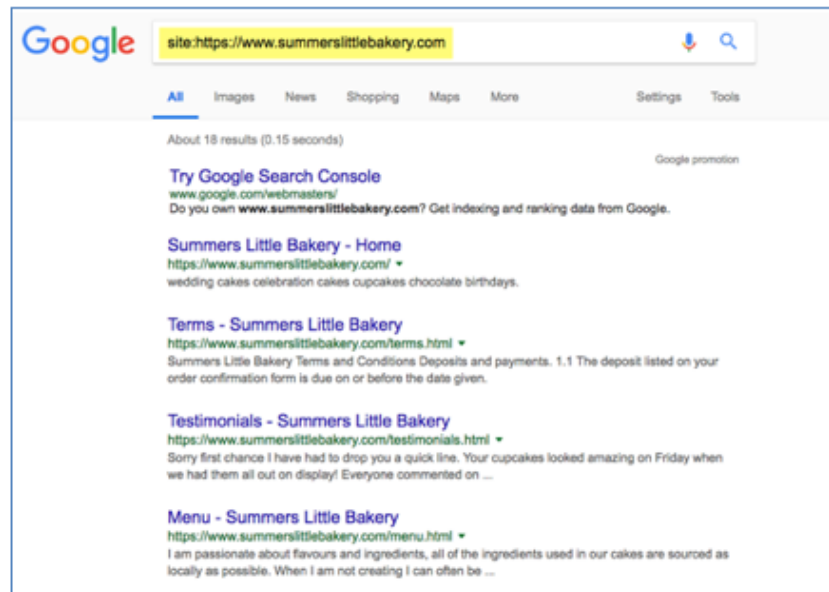 Google
site:https://www.summerslittlebakery.com
All Images News Shopping Maps More Settings Tools
About 18 results (0.15 seconds)
Google promotion
Try Google Search Console
www.google.com/webmasters/
Do you own www.summerslittlebakery.com? Get indexing and ranking data from Google.
Summers Little Bakery - Home
https://www.summerslittlebakery.com/
wedding cakes celebration cakes cupcakes chocolate birthdays.
Terms - Summers Little Bakery
https://www.summerslittlebakery.com/terms.html
Summers Little Bakery Terms and Conditions Deposits and payments. 1.1 The deposit listed on your
order confirmation form is due on or before the date given.
Testimonials - Summers Little Bakery
https://www.summerslittlebakery.com/testimonials.html
Sorry first chance I have had to drop you a quick line. Your cupcakes looked amazing on Friday when
we had them all out on display! Everyone commented on ...
Menu - Summers Little Bakery
https://www.summerslittlebakery.com/menu.html
I am passionate about flavours and ingredients, all of the ingredients used in our cakes are sourced as
locally as possible. When I am not creating I can often be ...